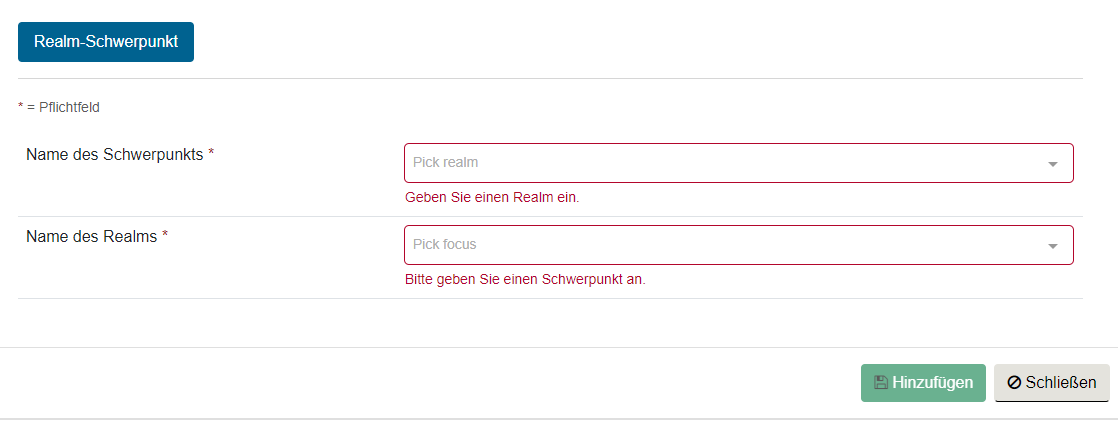 Realm-Schwerpunkt
* = Pflichtfeld
Name des Schwerpunkts *
Pick realm
Geben Sie einen Realm ein.
Name des Realms *
Pick focus
Bitte geben Sie einen Schwerpunkt an.
Hinzufügen
Schließen